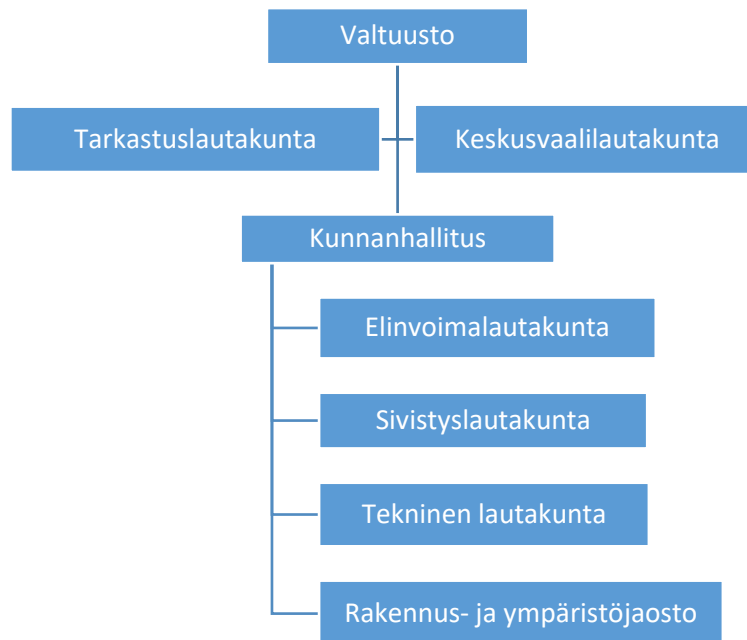 Valtuusto
Tarkastuslautakunta
Keskusvaalilautakunta
Kunnanhallitus
Elinvoimalautakunta
Sivistyslautakunta
Tekninen lautakunta
Rakennus- ja ympäristöjaosto